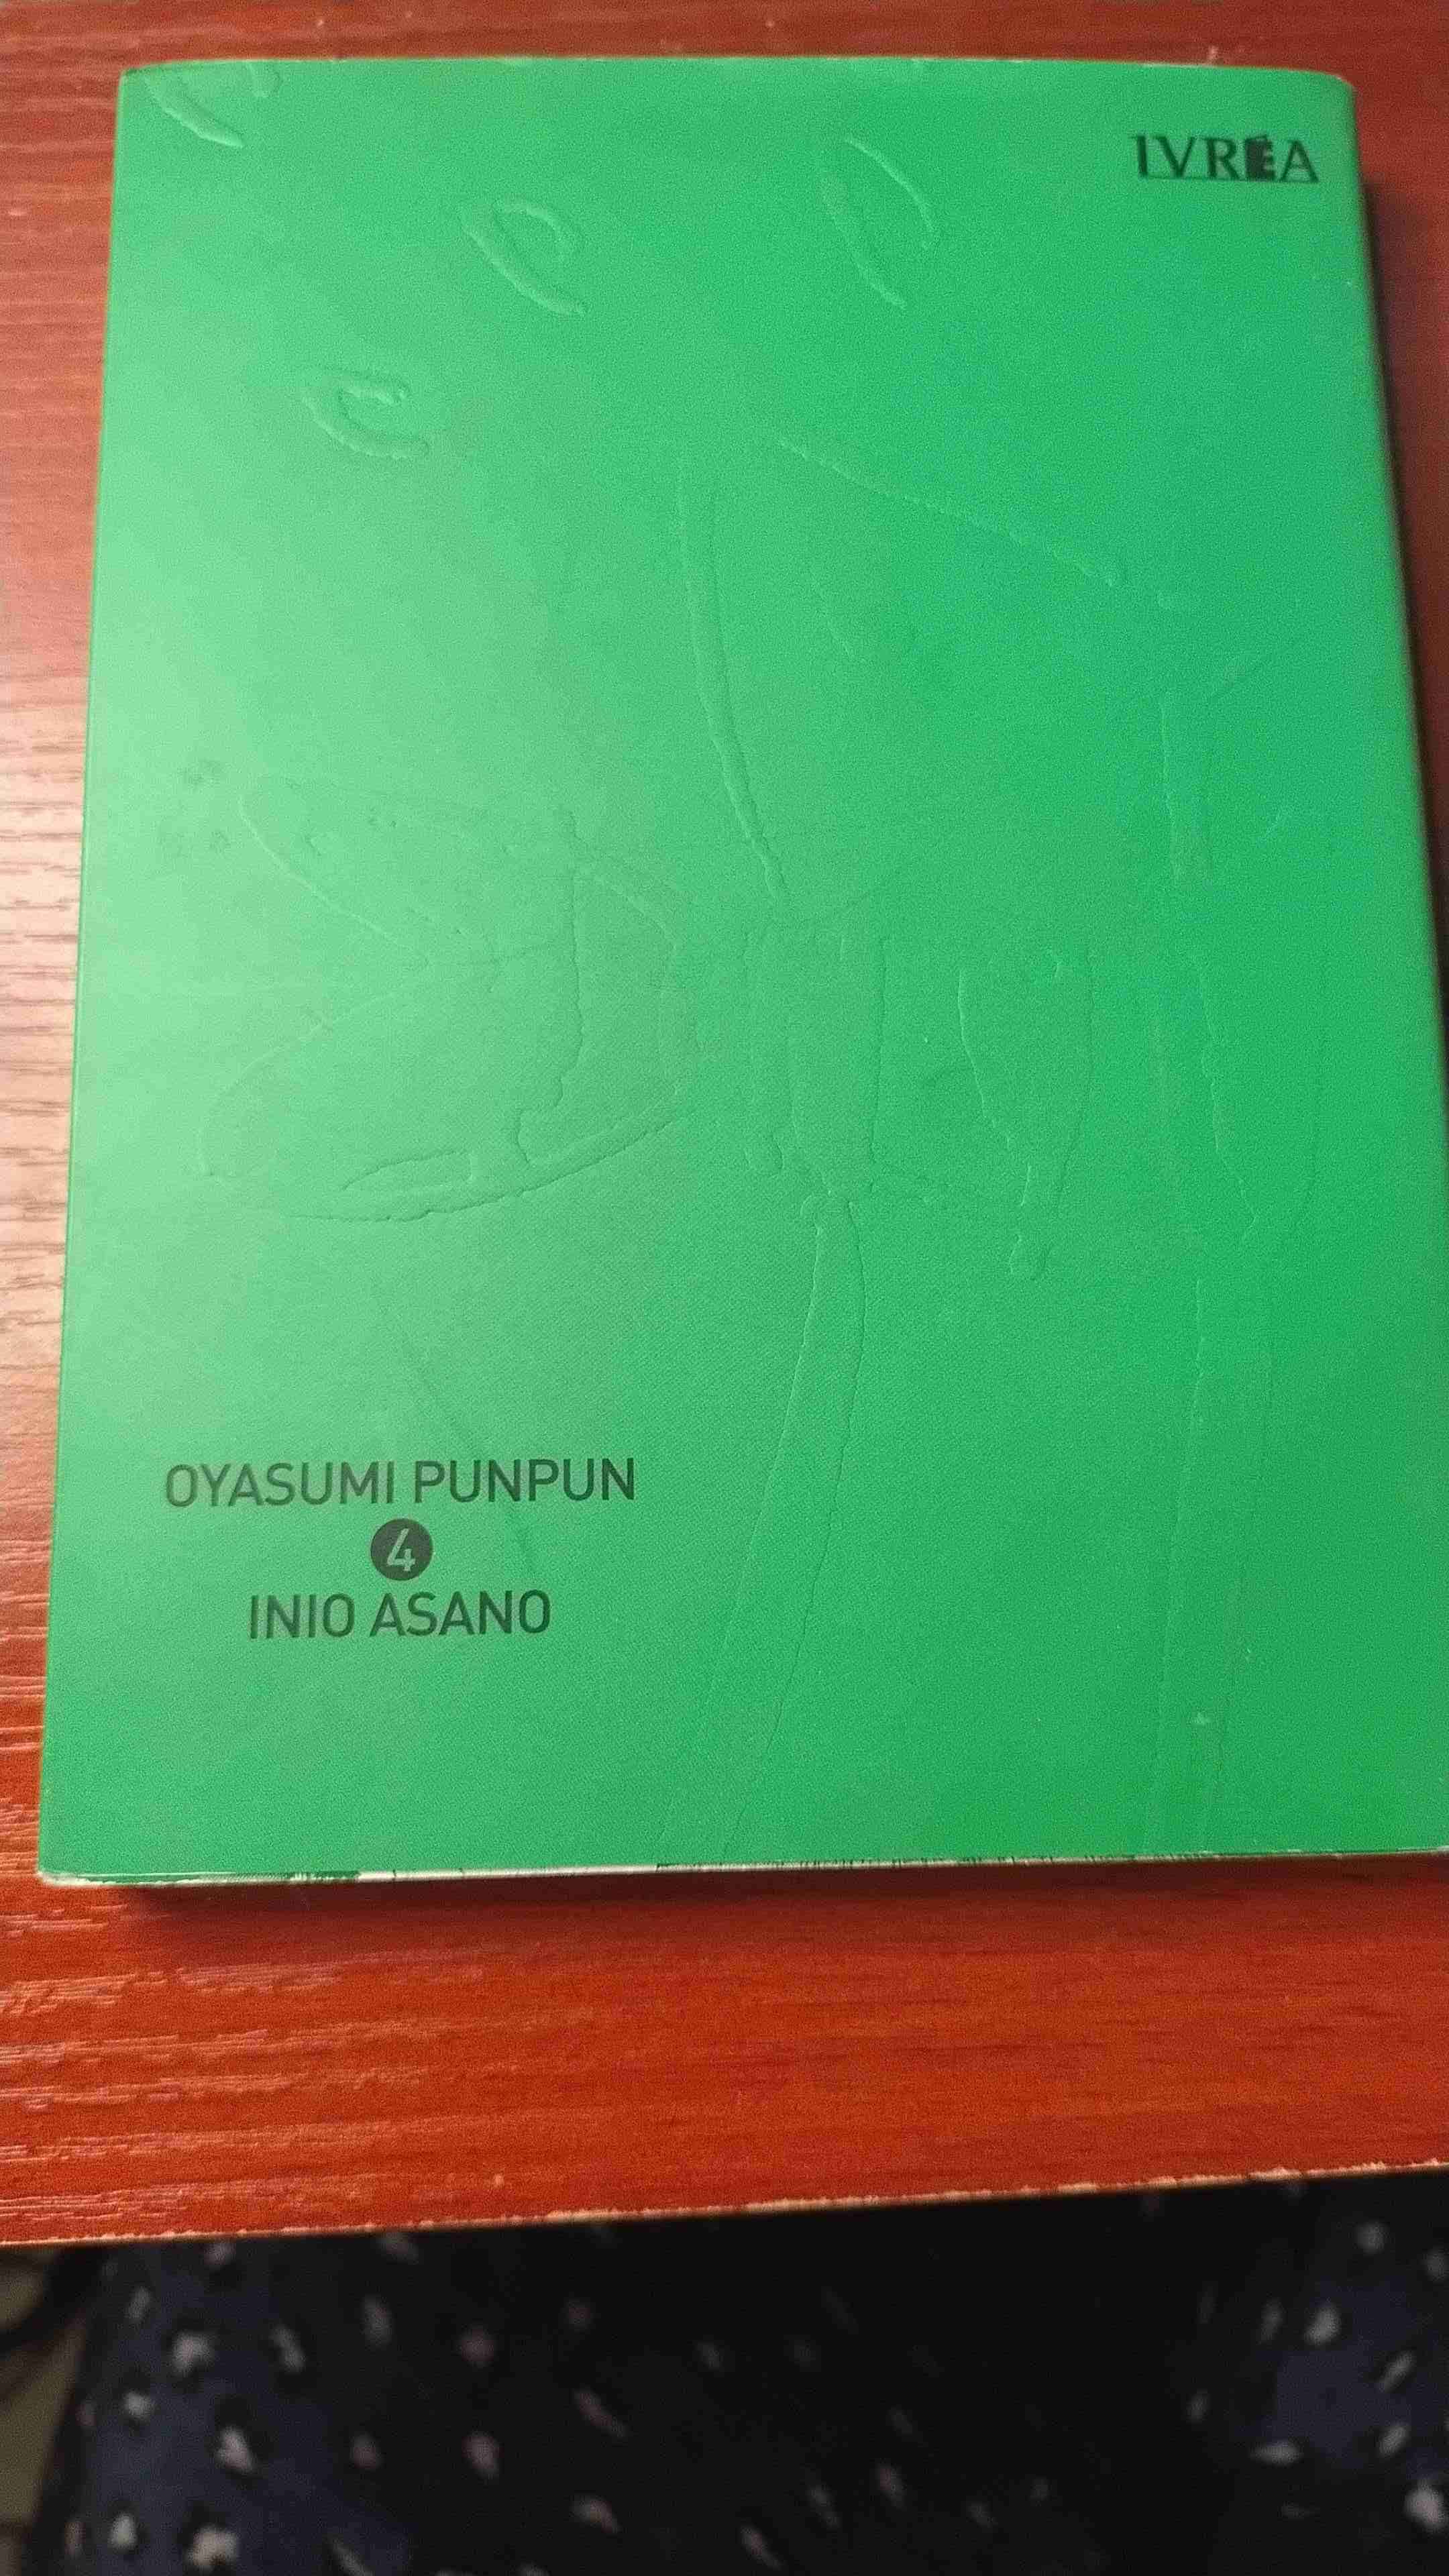 IVREA
OYASUMI PUNPUN
4
INIO ASANO